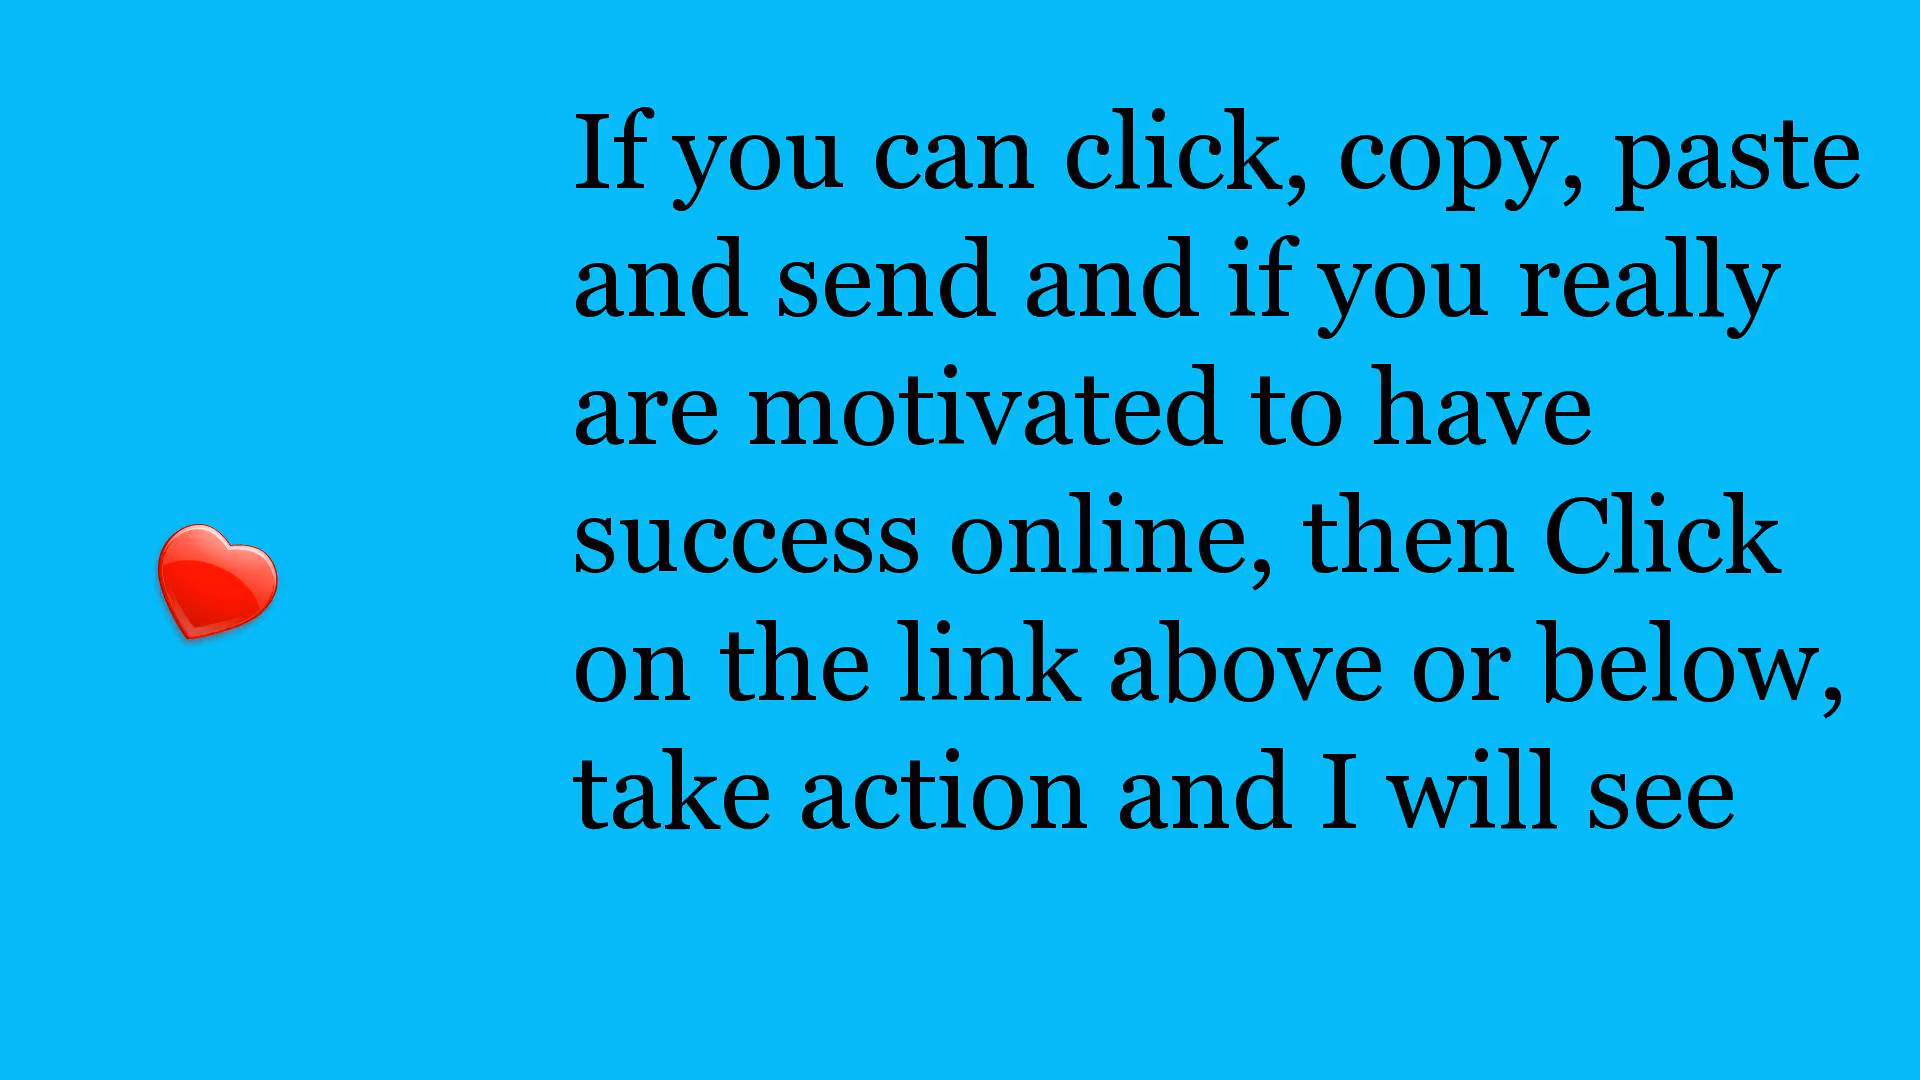 If you can click, copy, paste
and send and if you really
are motivated to have
success online, then Click
on the link above or below,
take action and I will see